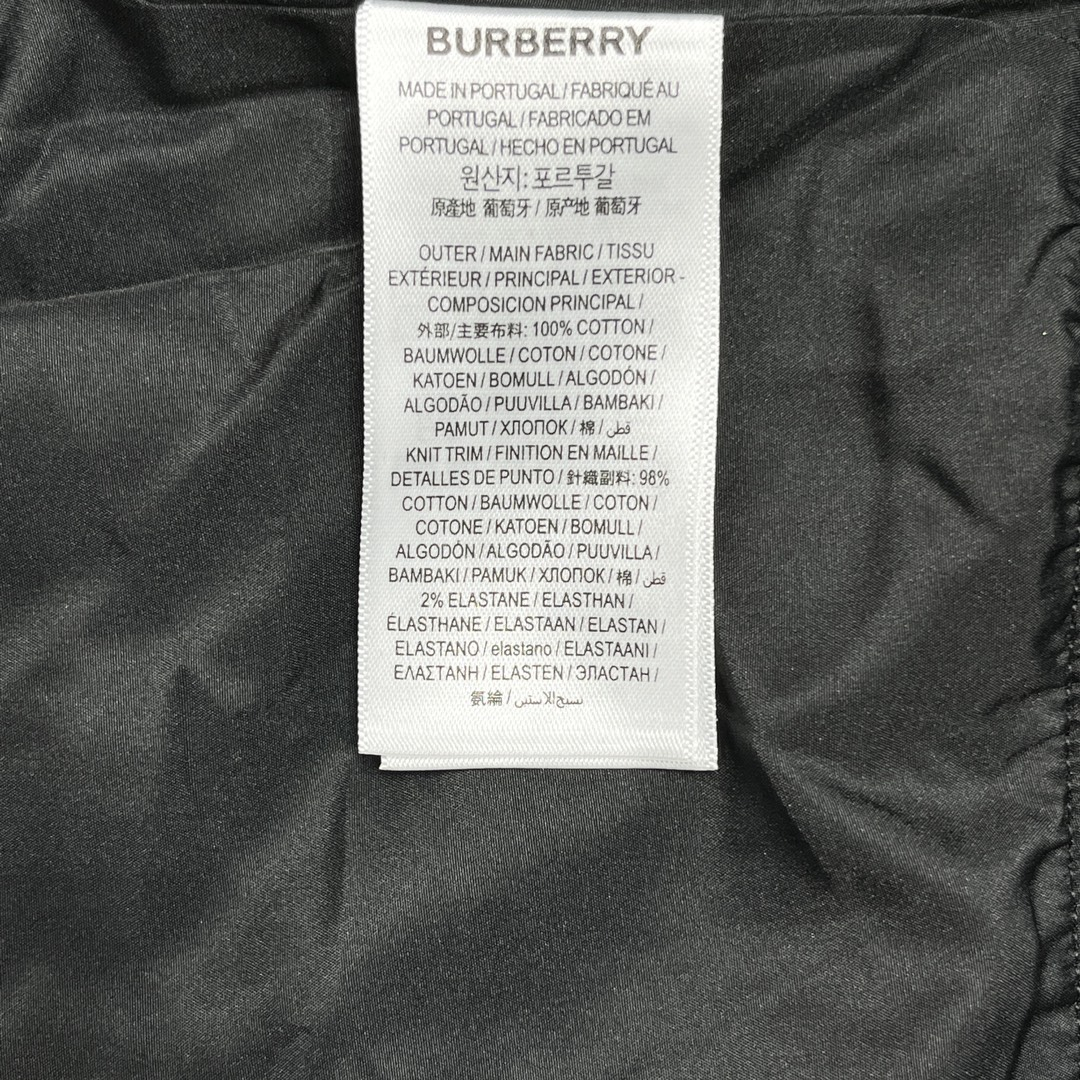 BURBERRY
MADE IN PORTUGAL / FABRIQUÉ AU
PORTUGAL / FABRICADO EM
PORTUGAL / HECHO EN PORTUGAL
원산지: 포르투갈
原產地 葡萄牙 / 原产地 葡萄牙
OUTER / MAIN FABRIC / TISSU
EXTÉRIEUR / PRINCIPAL / EXTERIOR -
COMPOSICION PRINCIPAL /
外部/主要布料: 100% COTTON /
BAUMWOLLE / COTON / COTONE /
KATOEN / BOMULL / ALGODÓN /
ALGODÃO / PUUVILLA / BAMBAKI /
PAMUT / ХЛОПОК / 棉 / قطن
KNIT TRIM / FINITION EN MAILLE /
DETALLES DE PUNTO / 針織副料: 98%
COTTON / BAUMWOLLE / COTON /
COTONE / KATOEN / BOMULL /
ALGODÓN / ALGODÃO / PUUVILLA /
BAMBAKI / PAMUK / ХЛОПОК / 棉 / قطن
2% ELASTANE / ELASTHAN /
ÉLASTHANE / ELASTAAN / ELASTAN /
ELASTANO / elastano / ELASTAANI /
ΕΛΑΣΤΑΝΗ / ELASTEN / ЭЛАСТАН /
氨綸 / نسيج الاستبس